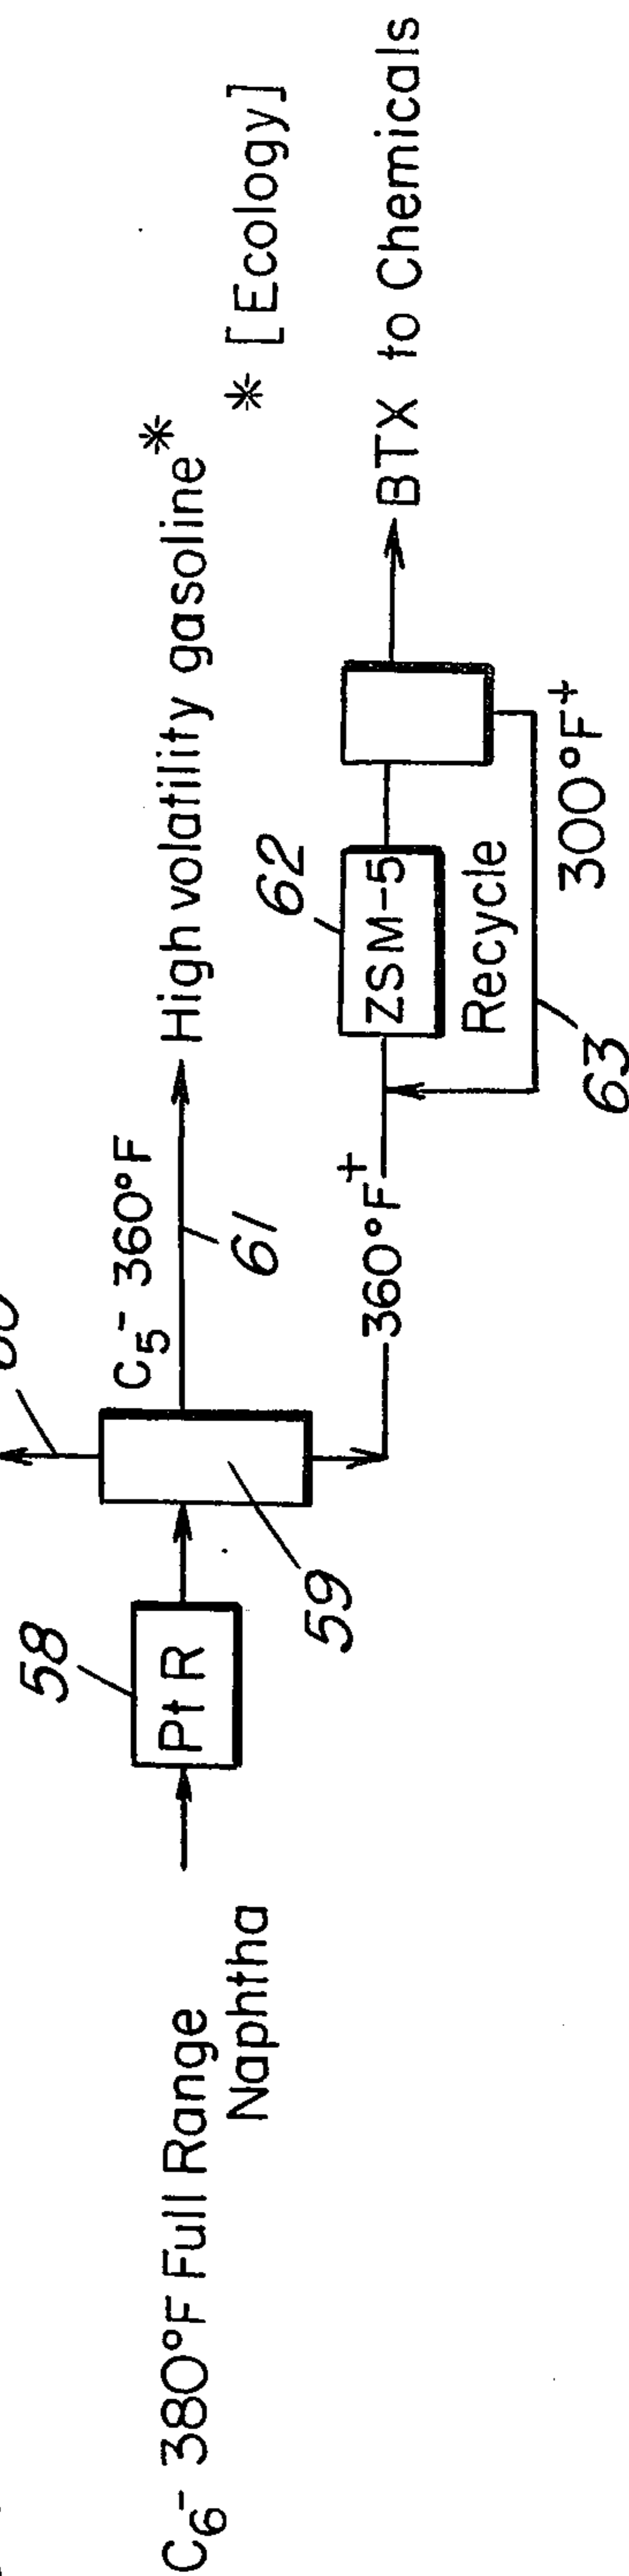 C₆⁻ 380°F Full Range
Naphtha
58
Pt R
59
C₅⁻ 360°F
61
High volatility gasoline*
* [Ecology]
360°F⁺
62
ZSM-5
Recycle
63
300°F⁺
BTX to Chemicals